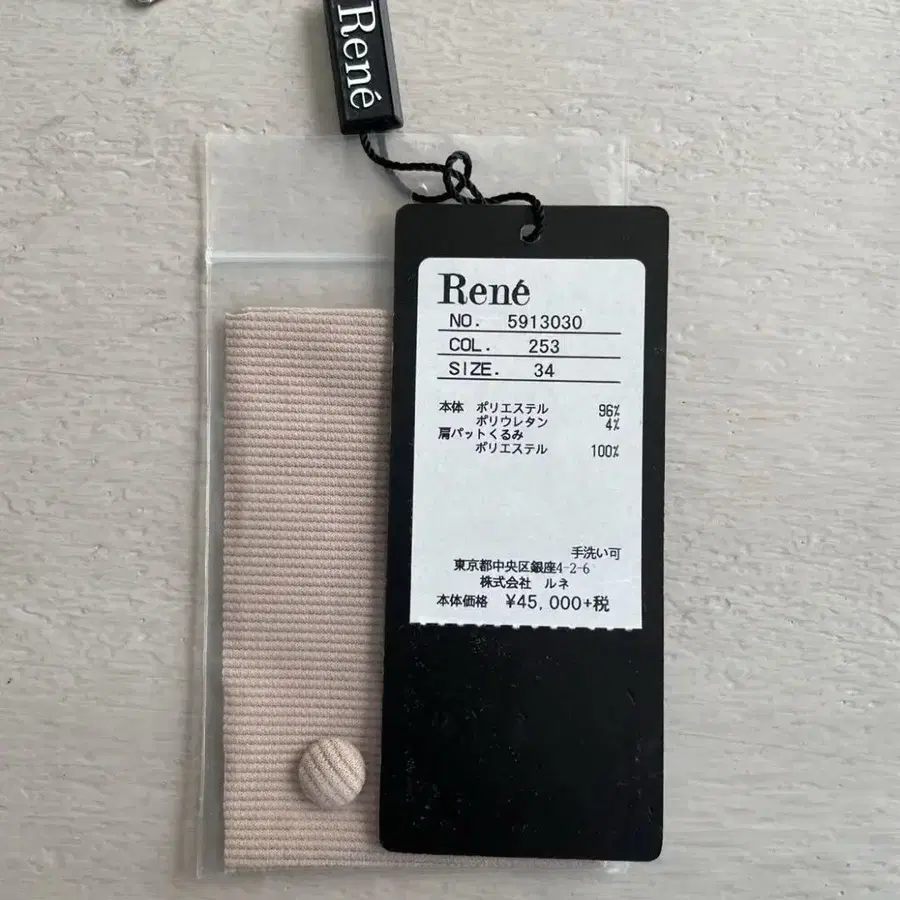 René
René
NO. 5913030
COL. 253
SIZE. 34
本体 ポリエステル 96%
ポリウレタン 4%
肩パットくるみ
ポリエステル 100%
手洗い可
東京都中央区銀座4-2-6
株式会社 ルネ
本体価格 ¥45,000+税